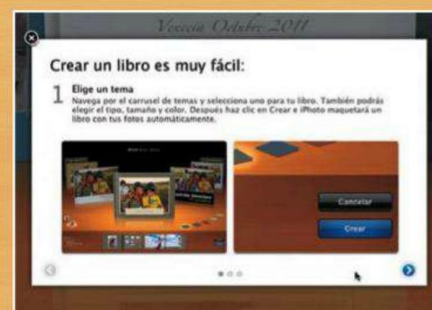 Venecia Octubre 2011
Crear un libro es muy fácil:
1 Elige un tema
Navega por el carrusel de temas y selecciona uno para tu libro. También podrás
elegir el tipo, tamaño y color. Después haz clic en Crear e iPhoto maquetará un
libro con tus fotos automáticamente.
Cancelar
Crear